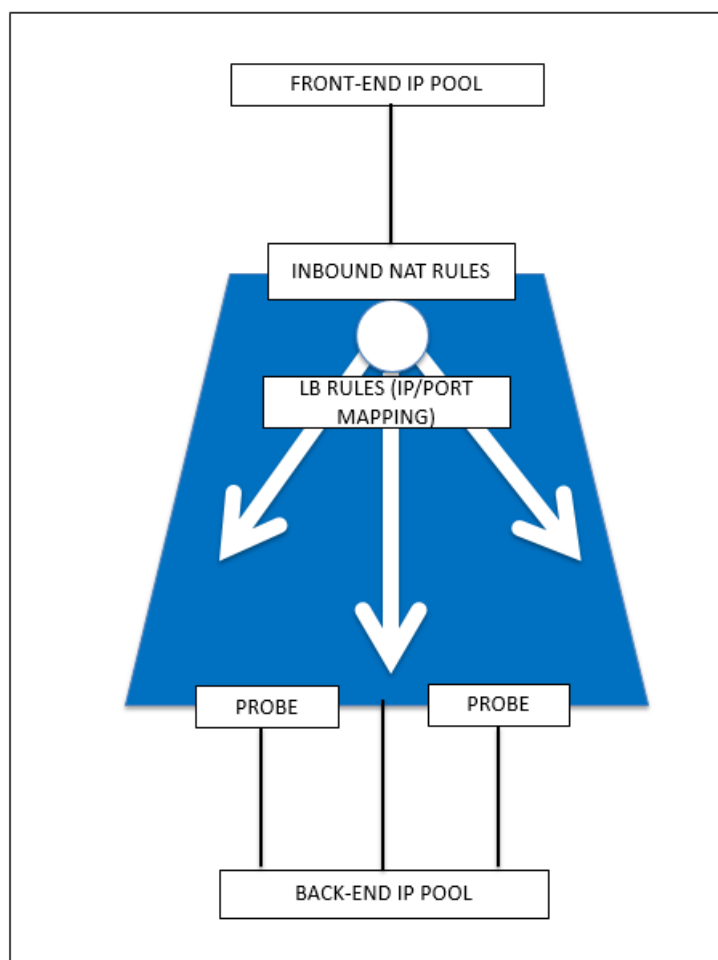 FRONT-END IP POOL
INBOUND NAT RULES
LB RULES (IP/PORT
MAPPING)
PROBE
PROBE
BACK-END IP POOL